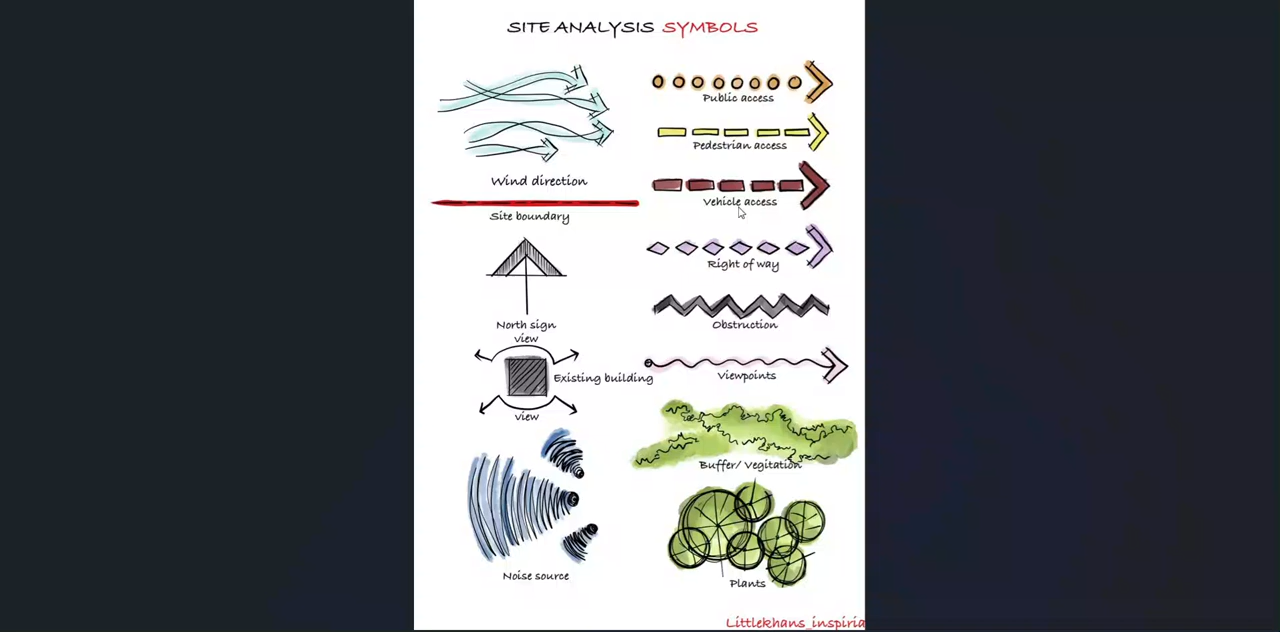 SITE ANALYSIS SYMBOLS
Public access
Pedestrian access
Wind direction
Vehicle access
Site boundary
Right of way
North sign
Obstruction
view
Existing building
Viewpoints
view
Buffer/ Vegitation
Noise source
Plants
Littlekhans_inspiria